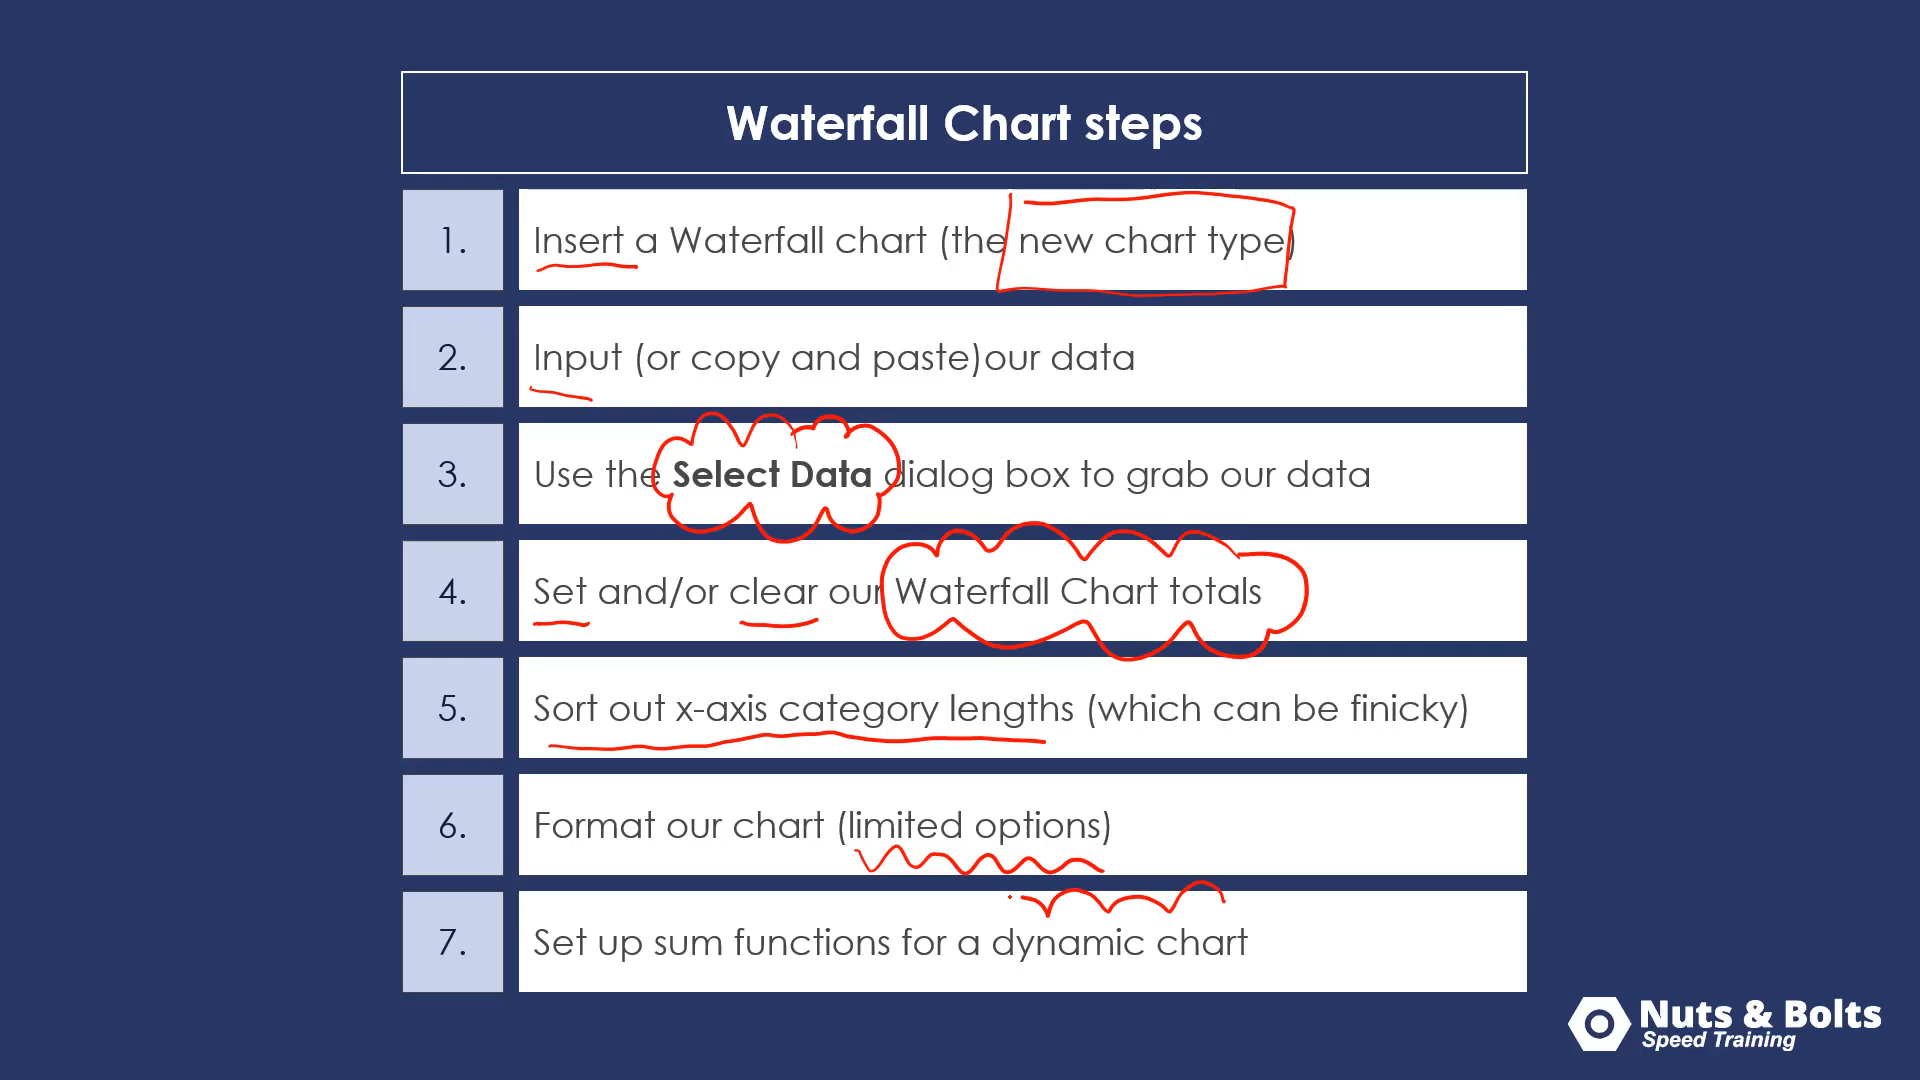 Waterfall Chart steps
1. Insert a Waterfall chart (the new chart type)
2. Input (or copy and paste)our data
3. Use the Select Data dialog box to grab our data
4. Set and/or clear our Waterfall Chart totals
5. Sort out x-axis category lengths (which can be finicky)
6. Format our chart (limited options)
7. Set up sum functions for a dynamic chart
Nuts & Bolts
Speed Training